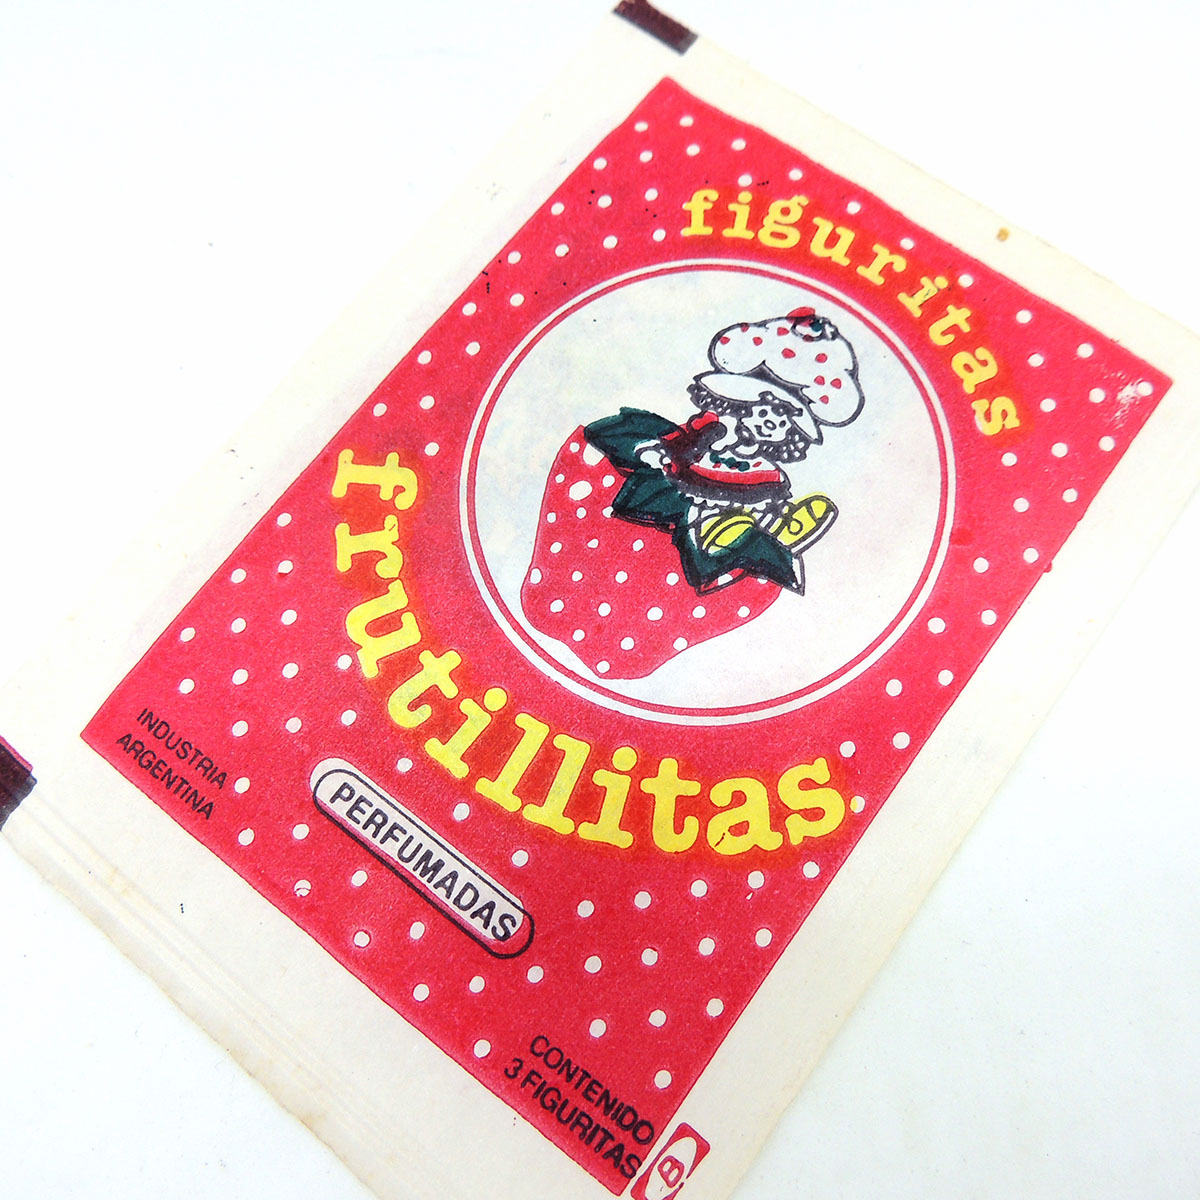 figuritas
frutillitas
INDUSTRIA
ARGENTINA
PERFUMADAS
CONTENIDO
3 FIGURITAS
B